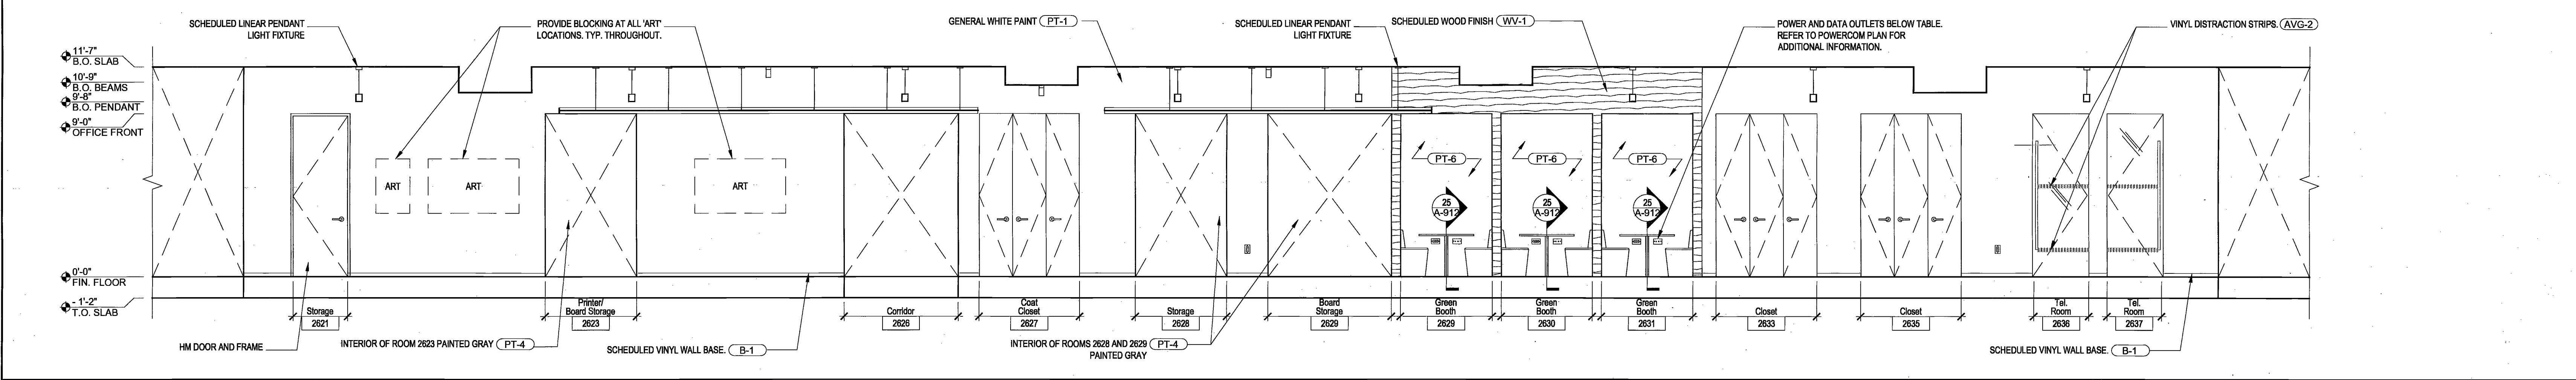 SCHEDULED LINEAR PENDANT
LIGHT FIXTURE
PROVIDE BLOCKING AT ALL 'ART'
LOCATIONS. TYP. THROUGHOUT.
GENERAL WHITE PAINT PT-1
SCHEDULED LINEAR PENDANT
LIGHT FIXTURE
SCHEDULED WOOD FINISH WV-1
POWER AND DATA OUTLETS BELOW TABLE.
REFER TO POWERCOM PLAN FOR
ADDITIONAL INFORMATION.
VINYL DISTRACTION STRIPS. AVG-2
11'-7"
B.O. SLAB
10'-9"
B.O. BEAMS
9'-8"
B.O. PENDANT
9'-0"
OFFICE FRONT
ART
ART
ART
PT-6
PT-6
PT-6
25
A-912
25
A-912
25
A-912
0'-0"
FIN. FLOOR
- 1'-2"
T.O. SLAB
Storage
2621
Printer/
Board Storage
2623
Corridor
2626
Coat
Closet
2627
Storage
2628
Board
Storage
2629
Green
Booth
2629
Green
Booth
2630
Green
Booth
2631
Closet
2633
Closet
2635
Tel.
Room
2636
Tel.
Room
2637
HM DOOR AND FRAME
INTERIOR OF ROOM 2623 PAINTED GRAY PT-4
SCHEDULED VINYL WALL BASE. B-1
INTERIOR OF ROOMS 2628 AND 2629 PT-4
PAINTED GRAY
SCHEDULED VINYL WALL BASE. B-1